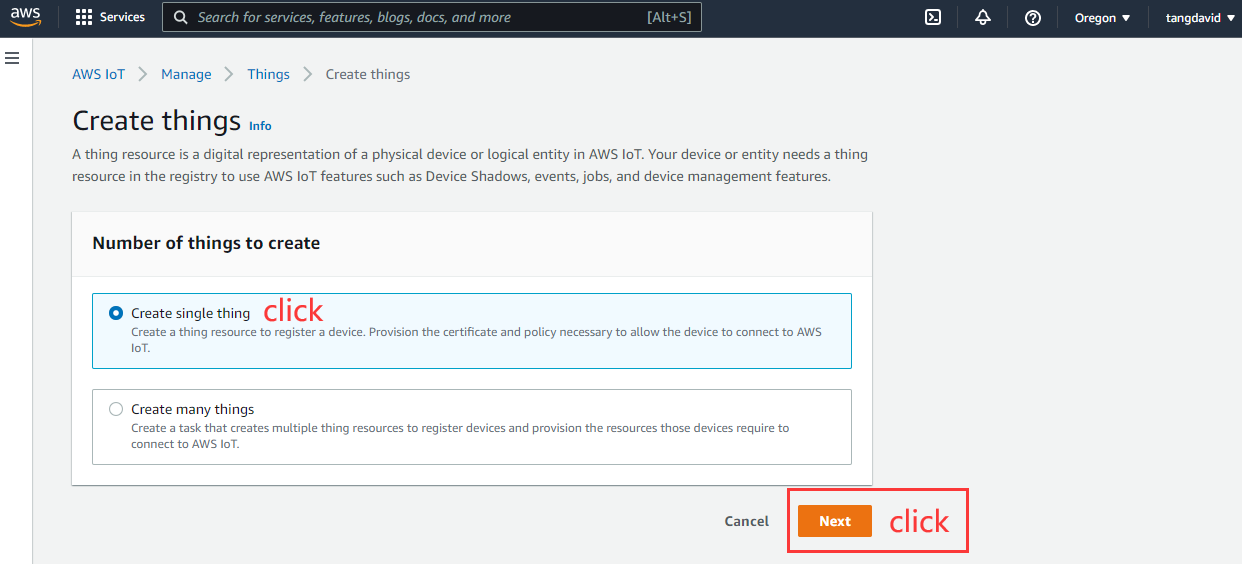 aws
Services
Search for services, features, blogs, docs, and more
[Alt+S]
Oregon
tangdavid
AWS IoT
Manage
Things
Create things
Create things Info
A thing resource is a digital representation of a physical device or logical entity in AWS IoT. Your device or entity needs a thing
resource in the registry to use AWS IoT features such as Device Shadows, events, jobs, and device management features.
Number of things to create
Create single thing click
Create a thing resource to register a device. Provision the certificate and policy necessary to allow the device to connect to AWS
IoT.
Create many things
Create a task that creates multiple thing resources to register devices and provision the resources those devices require to
connect to AWS IoT.
Cancel
Next
click